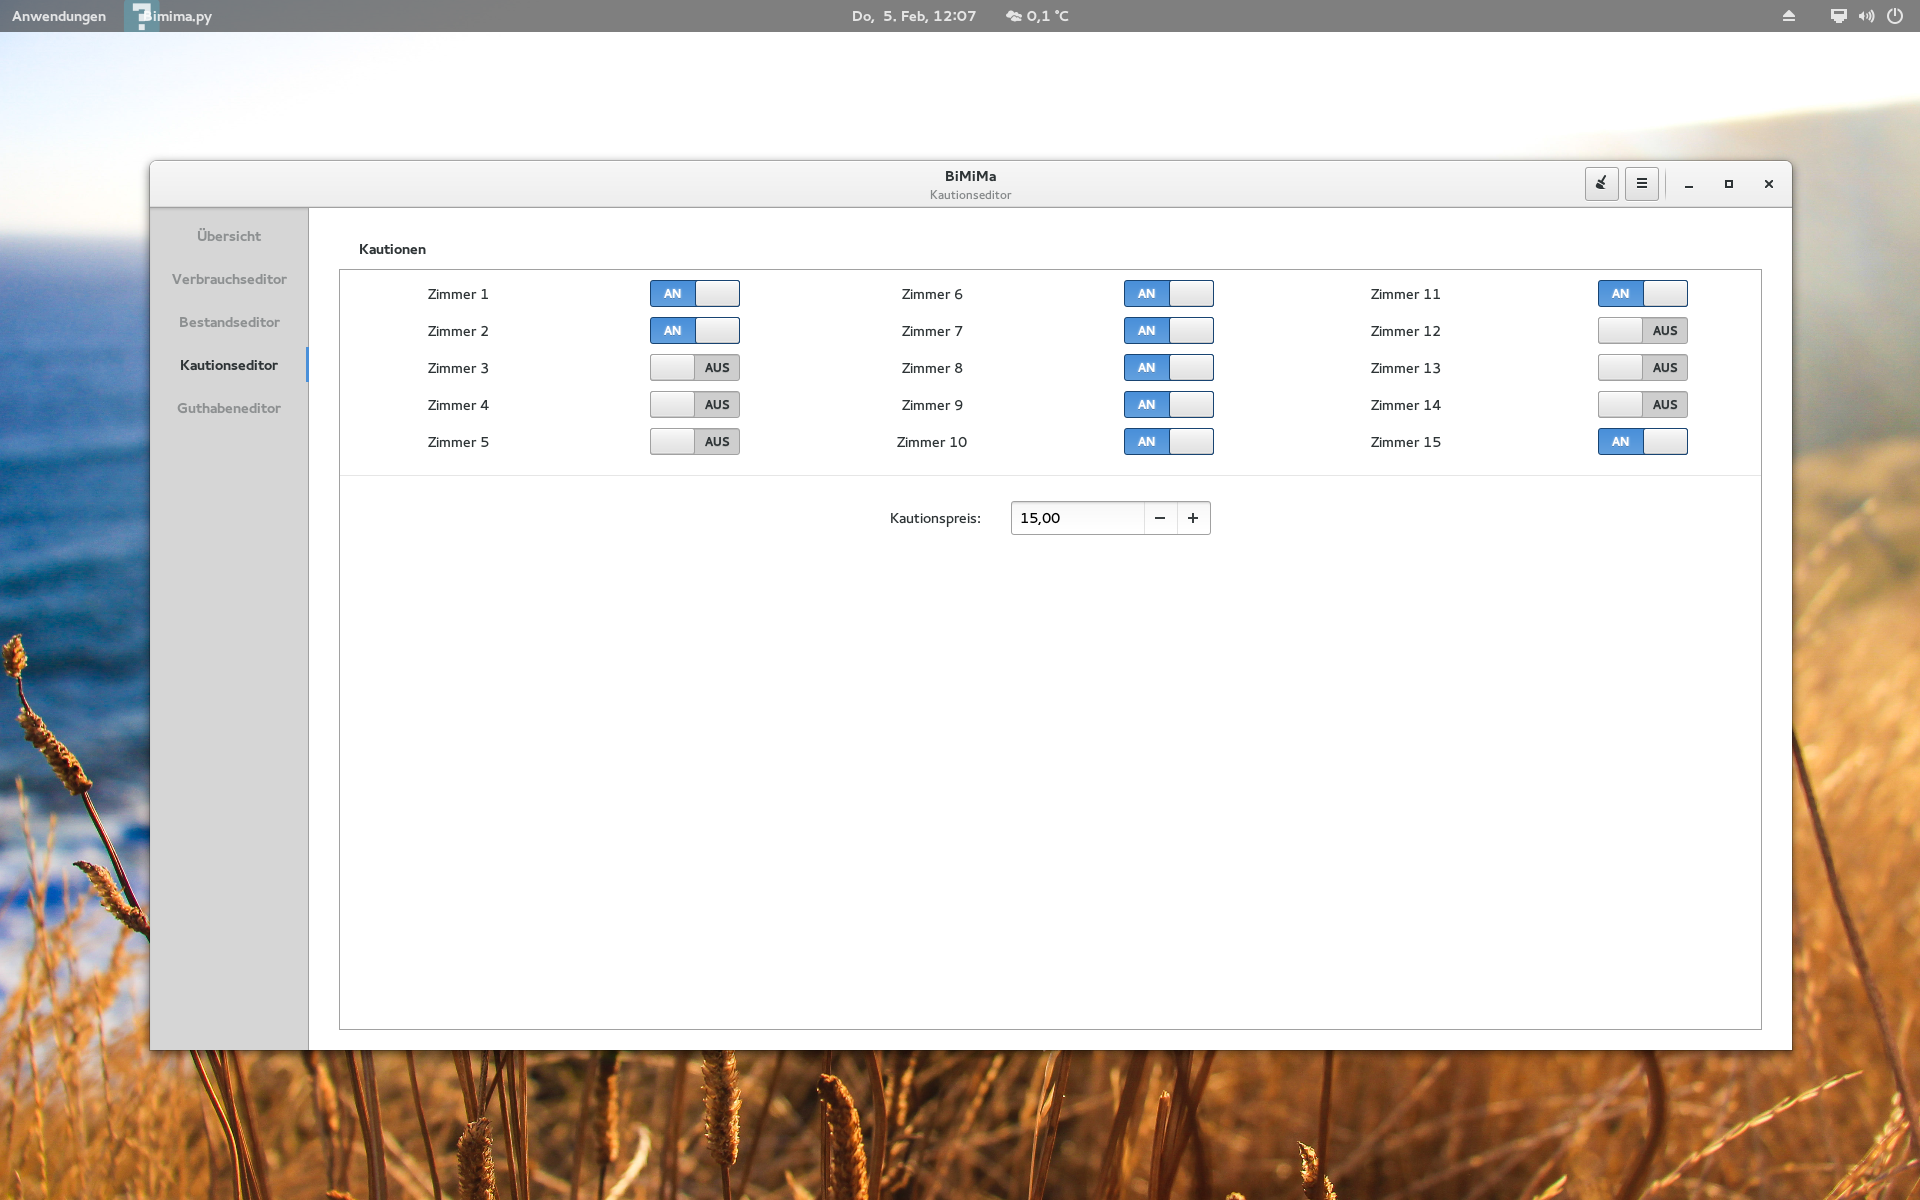 Anwendungen Bimima.py Do, 5. Feb, 12:07 0,1 °C
BiMiMa
Kautionseditor
Übersicht
Verbrauchseditor
Bestandseditor
Kautionseditor
Guthabeneditor
Kautionen
Zimmer 1 AN Zimmer 6 AN Zimmer 11 AN
Zimmer 2 AN Zimmer 7 AN Zimmer 12 AUS
Zimmer 3 AUS Zimmer 8 AN Zimmer 13 AUS
Zimmer 4 AUS Zimmer 9 AN Zimmer 14 AUS
Zimmer 5 AUS Zimmer 10 AN Zimmer 15 AN
Kautionspreis: 15,00 − +